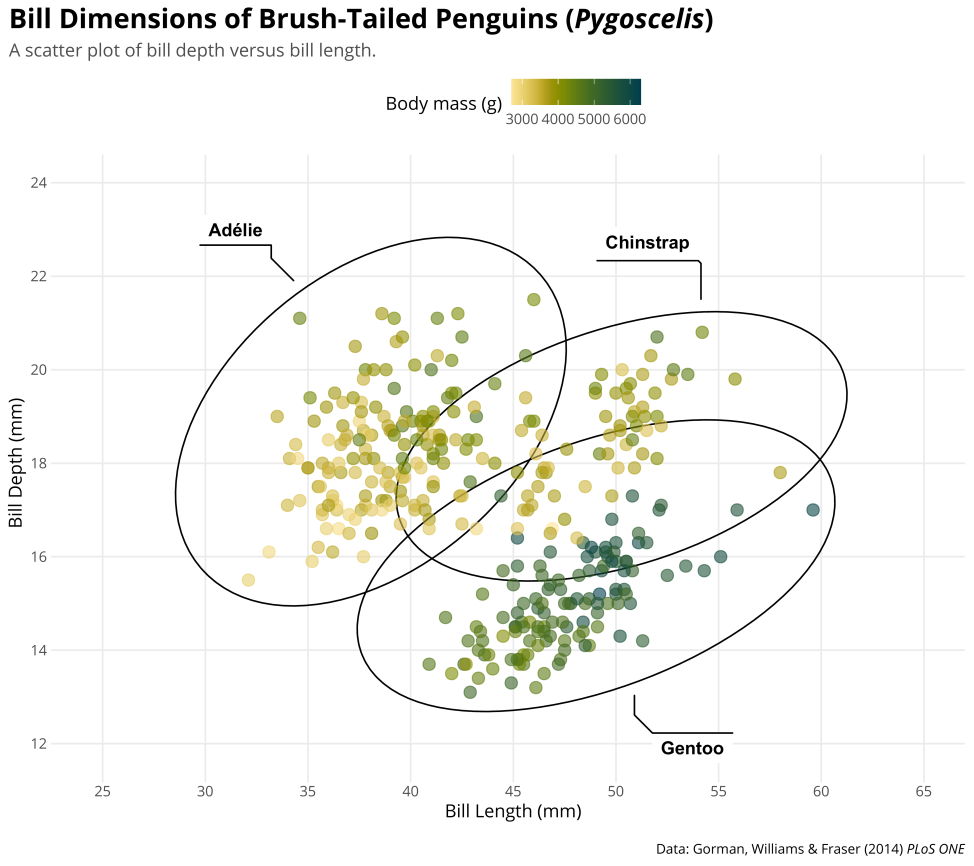 Bill Dimensions of Brush-Tailed Penguins (Pygoscelis)
A scatter plot of bill depth versus bill length.
Body mass (g)
3000 4000 5000 6000
24
22
20
18
16
14
12
Bill Depth (mm)
Adélie
Chinstrap
Gentoo
25 30 35 40 45 50 55 60 65
Bill Length (mm)
Data: Gorman, Williams & Fraser (2014) PLoS ONE